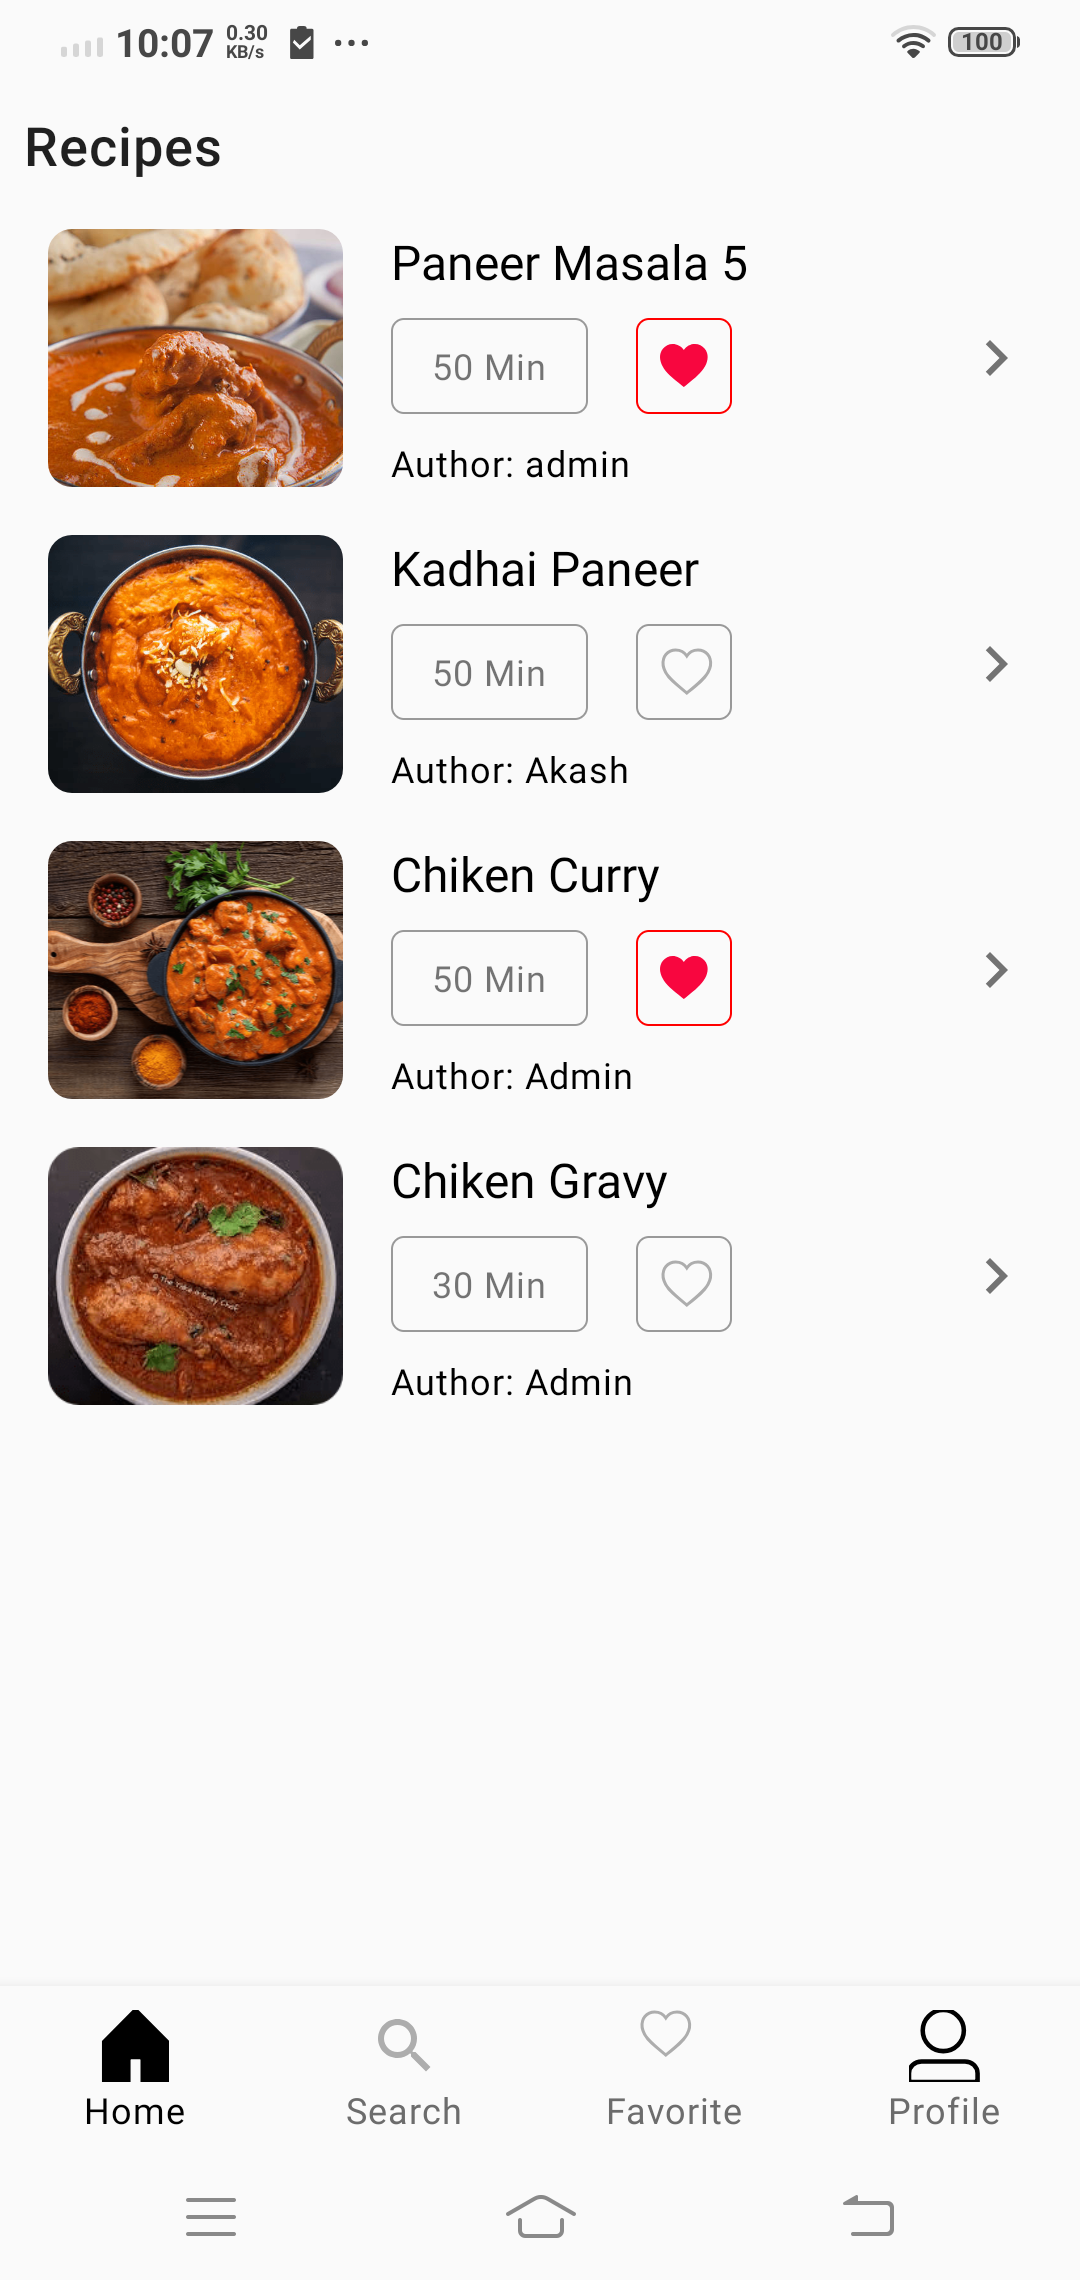 10:07 0.30 KB/s 100
Recipes
Paneer Masala 5
50 Min
Author: admin
Kadhai Paneer
50 Min
Author: Akash
Chiken Curry
50 Min
Author: Admin
Chiken Gravy
30 Min
Author: Admin
Home Search Favorite Profile